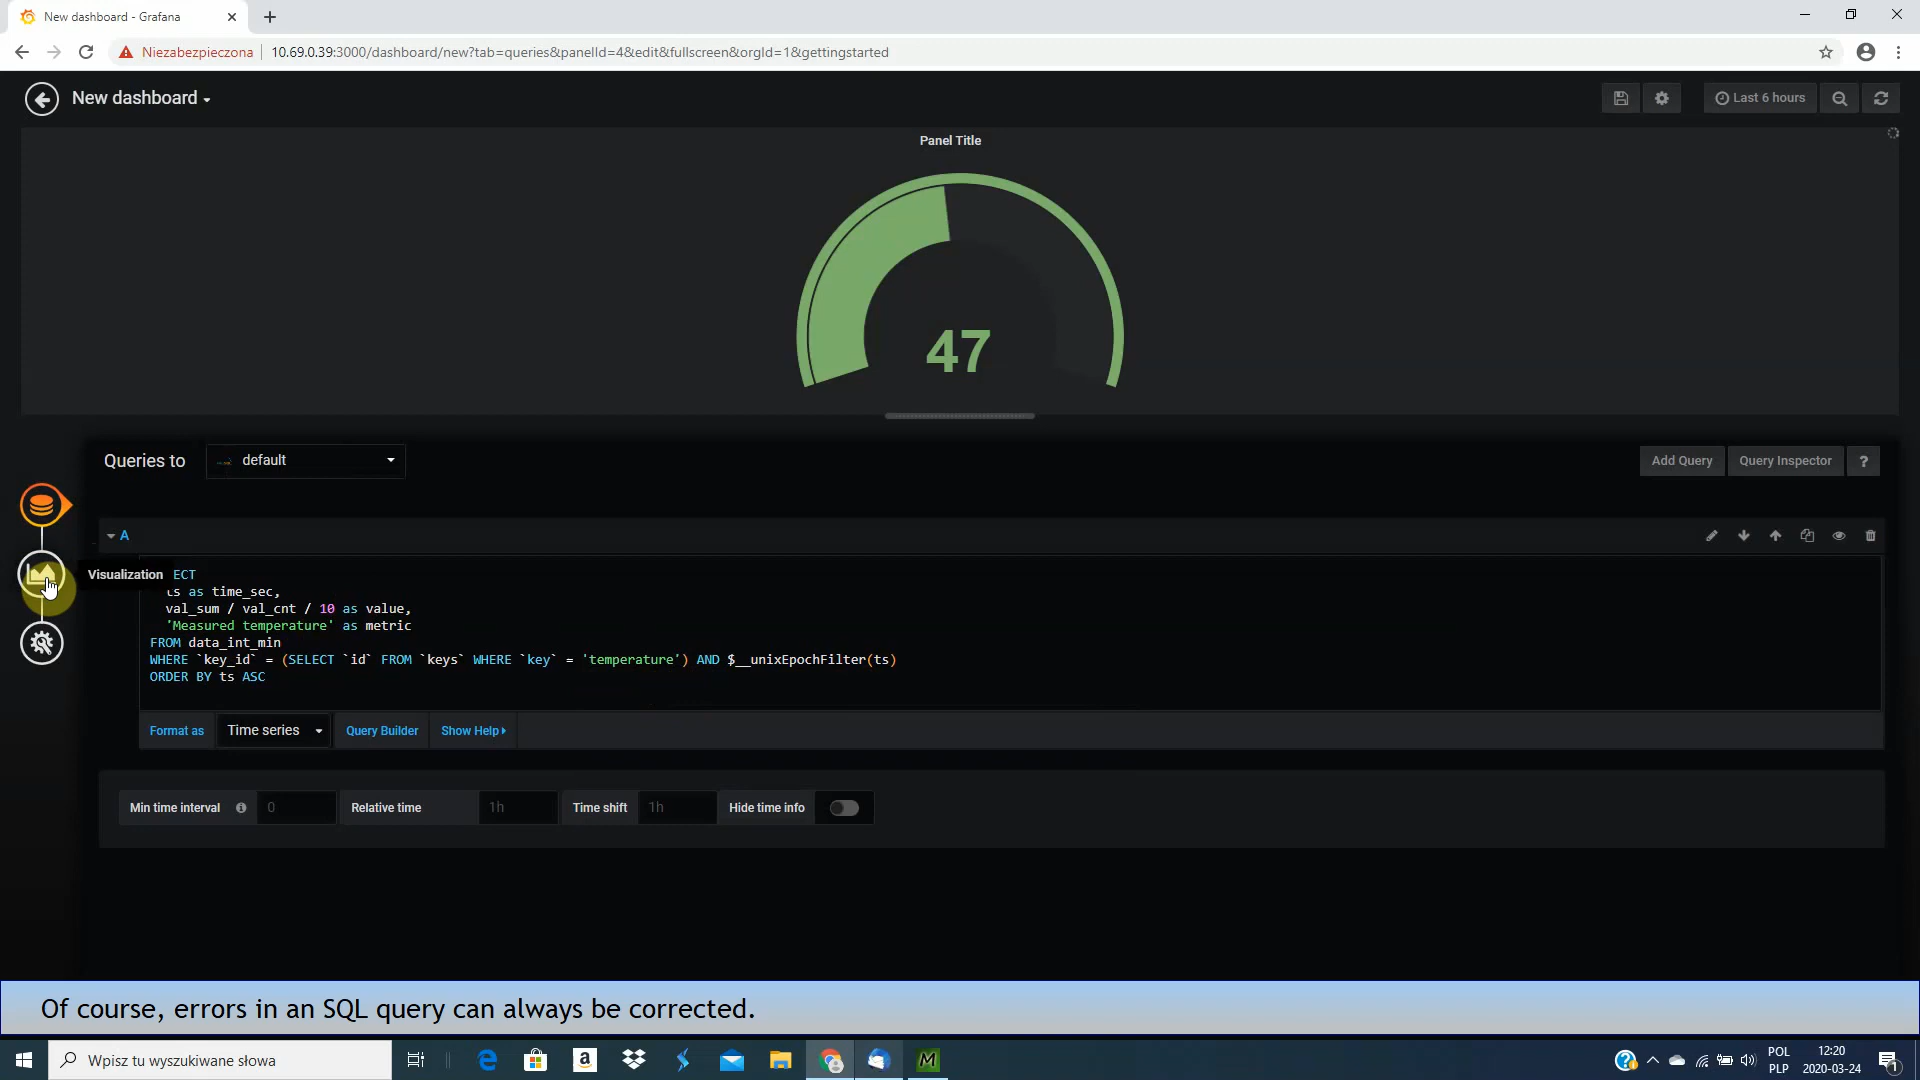 New dashboard - Grafana
Niezabezpieczona 10.69.0.39:3000/dashboard/new?tab=queries&panelId=4&edit&fullscreen&orgId=1&gettingstarted
New dashboard
Last 6 hours
Panel Title
47
Queries to default
Add Query Query Inspector ?
A
Visualization ECT
ts as time_sec,
val_sum / val_cnt / 10 as value,
'Measured temperature' as metric
FROM data_int_min
WHERE `key_id` = (SELECT `id` FROM `keys` WHERE `key` = 'temperature') AND $__unixEpochFilter(ts)
ORDER BY ts ASC
Format as Time series Query Builder Show Help
Min time interval 0 Relative time 1h Time shift 1h Hide time info
Of course, errors in an SQL query can always be corrected.
Wpisz tu wyszukiwane słowa
POL 12:20
PLP 2020-03-24 1